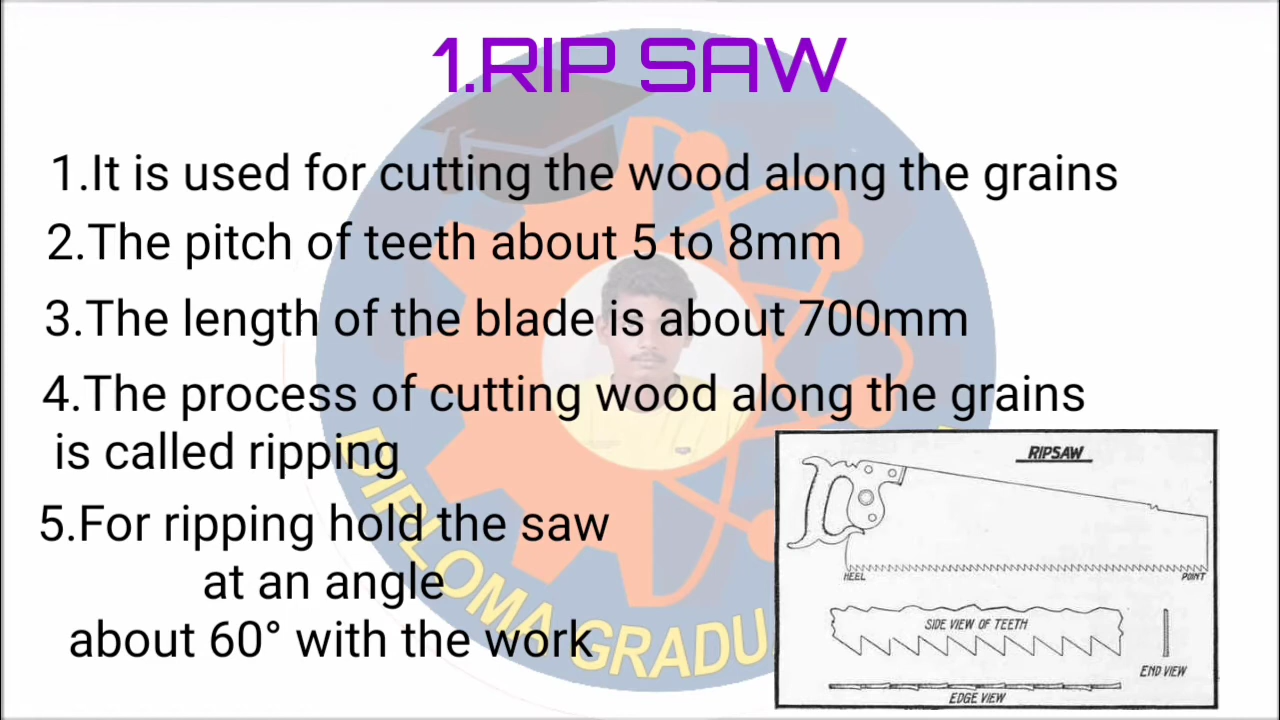 1.RIP SAW
1.It is used for cutting the wood along the grains
2.The pitch of teeth about 5 to 8mm
3.The length of the blade is about 700mm
4.The process of cutting wood along the grains
is called ripping
5.For ripping hold the saw
at an angle
about 60° with the work
RIPSAW
HEEL
POINT
SIDE VIEW OF TEETH
END VIEW
EDGE VIEW
DIPLOMA GRADU